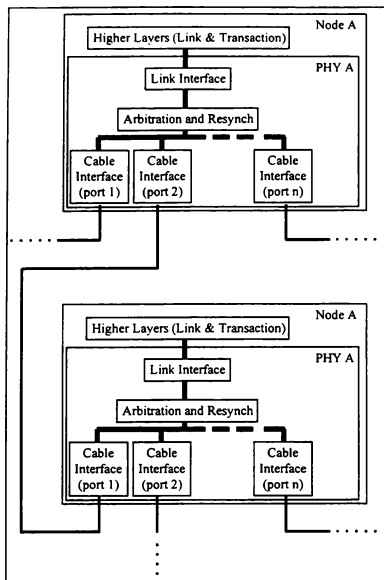 Node A
Higher Layers (Link & Transaction)
PHY A
Link Interface
Arbitration and Resynch
Cable
Interface
(port 1)
Cable
Interface
(port 2)
Cable
Interface
(port n)
Node A
Higher Layers (Link & Transaction)
PHY A
Link Interface
Arbitration and Resynch
Cable
Interface
(port 1)
Cable
Interface
(port 2)
Cable
Interface
(port n)